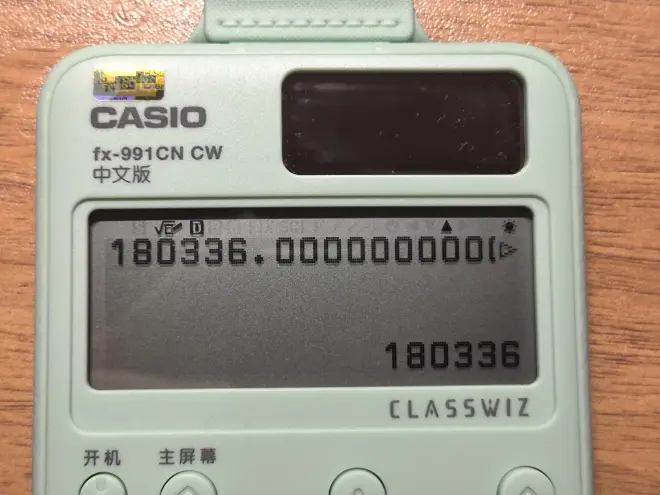 CASIO
fx-991CN CW
中文版
√E D
180336.000000000(
180336
CLASSWIZ
开机 主屏幕